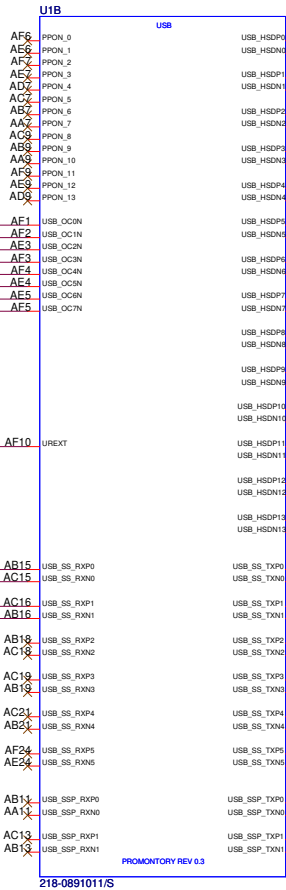 U1B
USB
AF6 PPON_0 USB_HSDP0
AE6 PPON_1 USB_HSDN0
AF7 PPON_2
AE7 PPON_3 USB_HSDP1
AD7 PPON_4 USB_HSDN1
AC7 PPON_5
AB7 PPON_6 USB_HSDP2
AA7 PPON_7 USB_HSDN2
AC9 PPON_8
AB9 PPON_9 USB_HSDP3
AA9 PPON_10 USB_HSDN3
AF9 PPON_11
AE9 PPON_12 USB_HSDP4
AD9 PPON_13 USB_HSDN4
AF1 USB_OC0N USB_HSDP5
AF2 USB_OC1N USB_HSDN5
AE3 USB_OC2N
AF3 USB_OC3N USB_HSDP6
AF4 USB_OC4N USB_HSDN6
AE4 USB_OC5N
AE5 USB_OC6N USB_HSDP7
AF5 USB_OC7N USB_HSDN7
USB_HSDP8
USB_HSDN8
USB_HSDP9
USB_HSDN9
USB_HSDP10
USB_HSDN10
AF10 UREXT USB_HSDP11
USB_HSDN11
USB_HSDP12
USB_HSDN12
USB_HSDP13
USB_HSDN13
AB15 USB_SS_RXP0 USB_SS_TXP0
AC15 USB_SS_RXN0 USB_SS_TXN0
AC16 USB_SS_RXP1 USB_SS_TXP1
AB16 USB_SS_RXN1 USB_SS_TXN1
AB18 USB_SS_RXP2 USB_SS_TXP2
AC18 USB_SS_RXN2 USB_SS_TXN2
AC19 USB_SS_RXP3 USB_SS_TXP3
AB19 USB_SS_RXN3 USB_SS_TXN3
AC21 USB_SS_RXP4 USB_SS_TXP4
AB21 USB_SS_RXN4 USB_SS_TXN4
AF24 USB_SS_RXP5 USB_SS_TXP5
AE24 USB_SS_RXN5 USB_SS_TXN5
AB11 USB_SSP_RXP0 USB_SSP_TXP0
AA11 USB_SSP_RXN0 USB_SSP_TXN0
AC13 USB_SSP_RXP1 USB_SSP_TXP1
AB13 USB_SSP_RXN1 USB_SSP_TXN1
PROMONTORY REV 0.3
218-0891011/S